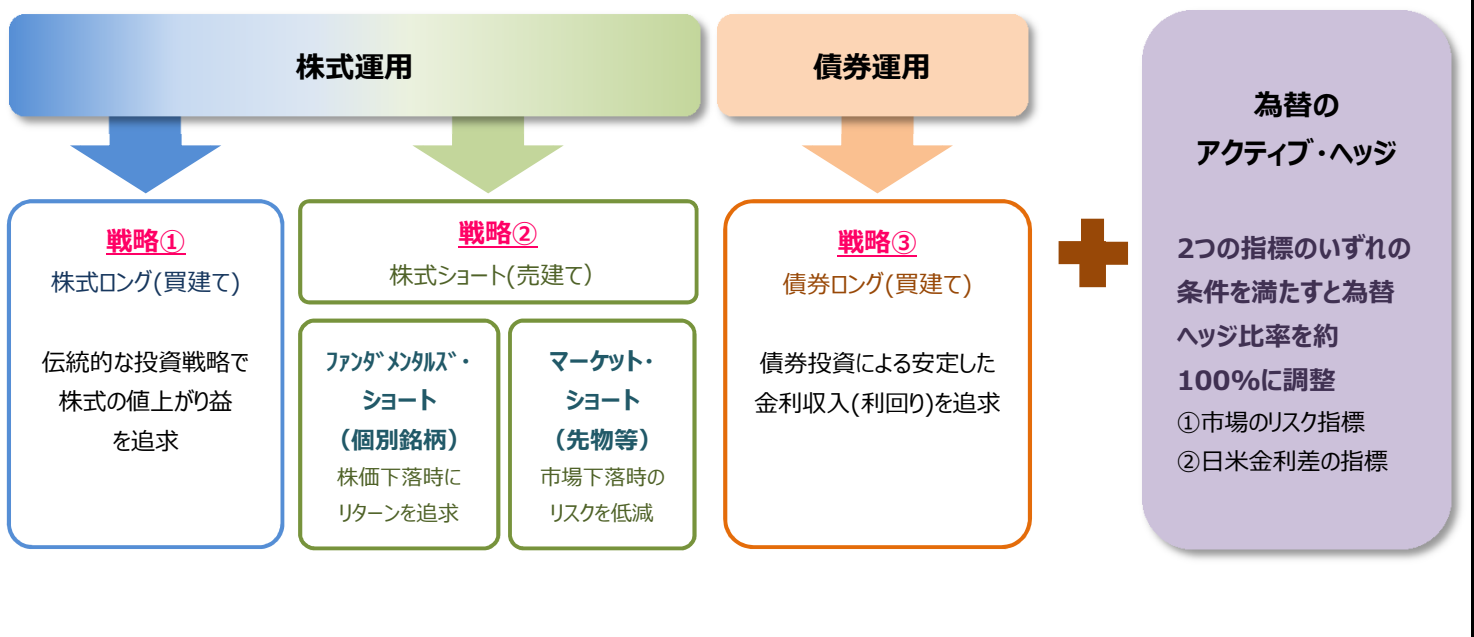 株式運用
戦略①
株式ロング(買建て)
伝統的な投資戦略で
株式の値上がり益
を追求
戦略②
株式ショート(売建て)
ﾌｧﾝﾀﾞﾒﾝﾀﾙｽﾞ・
ショート
（個別銘柄）
株価下落時に
リターンを追求
マーケット・
ショート
（先物等）
市場下落時の
リスクを低減
債券運用
戦略③
債券ロング(買建て)
債券投資による安定した
金利収入(利回り)を追求
為替の
アクティブ・ヘッジ
2つの指標のいずれの
条件を満たすと為替
ヘッジ比率を約
100%に調整
①市場のリスク指標
②日米金利差の指標